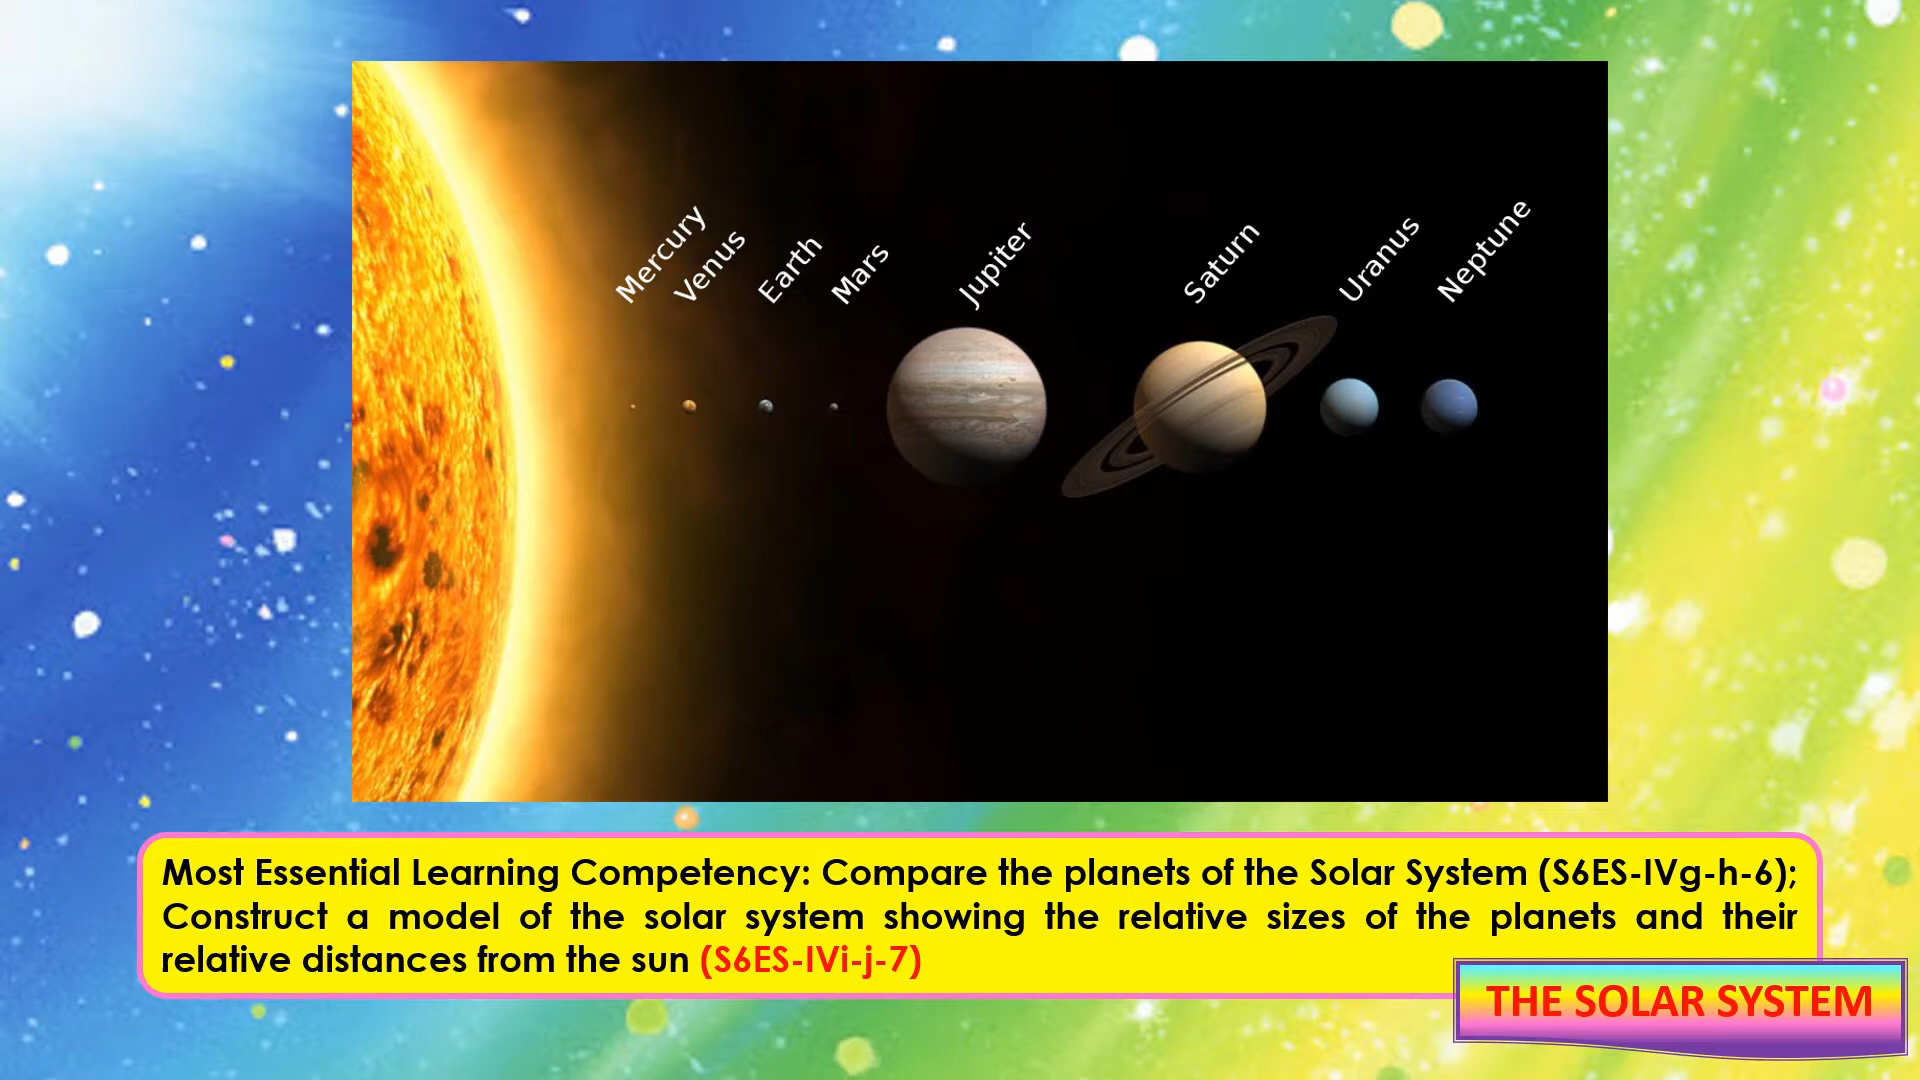 Mercury
Venus
Earth
Mars
Jupiter
Saturn
Uranus
Neptune
Most Essential Learning Competency: Compare the planets of the Solar System (S6ES-IVg-h-6);
Construct a model of the solar system showing the relative sizes of the planets and their
relative distances from the sun (S6ES-IVi-j-7)
THE SOLAR SYSTEM